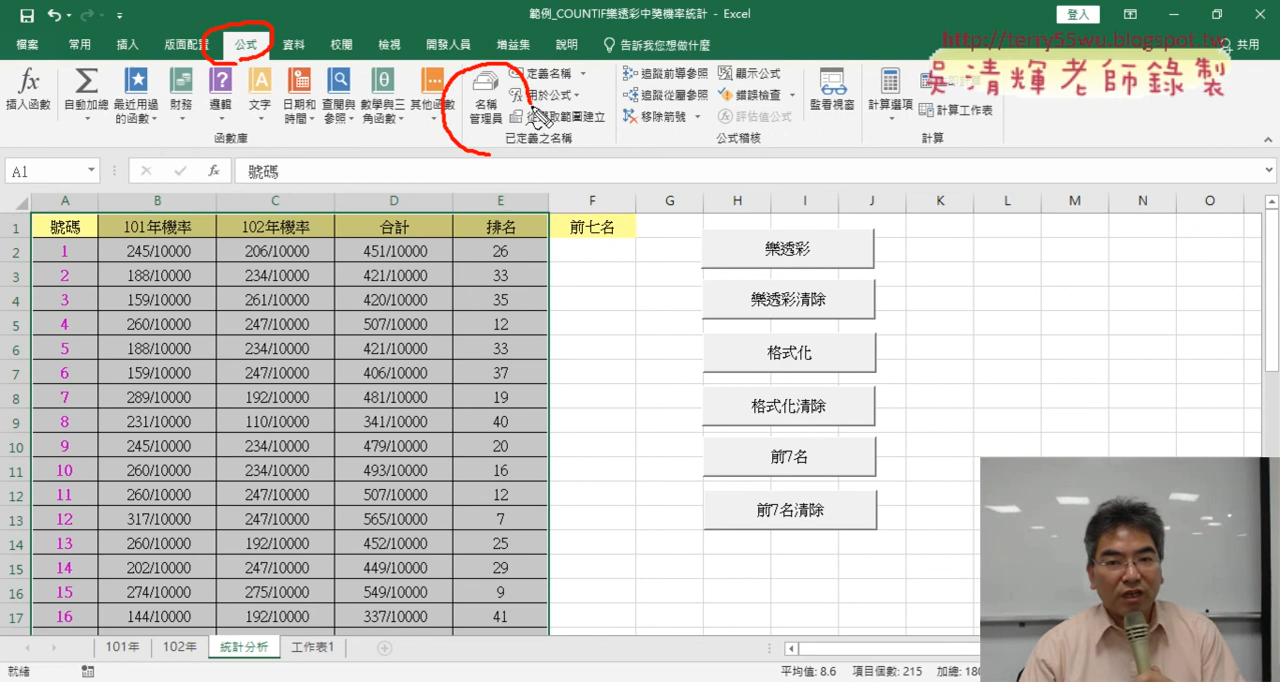 範例_COUNTIF樂透彩中獎機率統計 - Excel
登入
檔案 常用 插入 版面配置 公式 資料 校閱 檢視 開發人員 增益集 說明 告訴我您想做什麼 共用
http://terry55wu.blogspot.tw
吳清輝老師錄製
fx 插入函數
Σ 自動加總
最近用過的函數
財務
邏輯
文字
日期和時間
查閱與參照
數學與三角函數
其他函數
函數庫
名稱管理員
定義名稱
用於公式
從選取範圍建立
已定義之名稱
追蹤前導參照
追蹤從屬參照
移除箭號
顯示公式
錯誤檢查
評估值公式
公式稽核
監看視窗
計算選項
計算工作表
計算
A1 fx 號碼
A B C D E F G H I J K L M N O
1 號碼 101年機率 102年機率 合計 排名 前七名
2 1 245/10000 206/10000 451/10000 26
3 2 188/10000 234/10000 421/10000 33
4 3 159/10000 261/10000 420/10000 35
5 4 260/10000 247/10000 507/10000 12
6 5 188/10000 234/10000 421/10000 33
7 6 159/10000 247/10000 406/10000 37
8 7 289/10000 192/10000 481/10000 19
9 8 231/10000 110/10000 341/10000 40
10 9 245/10000 234/10000 479/10000 20
11 10 260/10000 234/10000 493/10000 16
12 11 260/10000 247/10000 507/10000 12
13 12 317/10000 247/10000 565/10000 7
14 13 260/10000 192/10000 452/10000 25
15 14 202/10000 247/10000 449/10000 29
16 15 274/10000 275/10000 549/10000 9
17 16 144/10000 192/10000 337/10000 41
樂透彩
樂透彩清除
格式化
格式化清除
前7名
前7名清除
101年 102年 統計分析 工作表1
就緒 平均值: 8.6 項目個數: 215 加總: 180